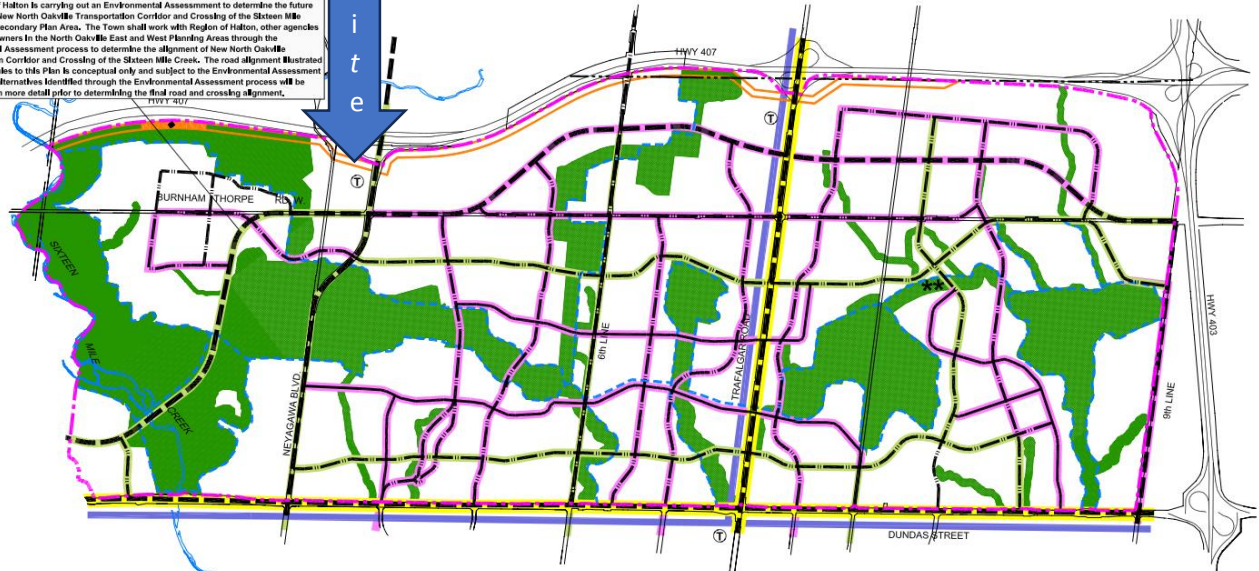 Halton is carrying out an Environmental Assessmment to determine the future
New North Oakville Transportation Corridor and Crossing of the Sixteen Mile
econdary Plan Area. The Town shall work with Region of Halton, other agencies
wners in the North Oakville East and West Planning Areas through the
l Assessment process to determine the alignment of New North Oakville
n Corridor and Crossing of the Sixteen Mile Creek. The road alignment illustrated
les to this Plan is conceptual only and subject to the Environmental Assessment
lternatives identified through the Environmental Assessment process will be
n more detail prior to determining the final road and crossing alignment.
i
t
e
HWY 407
HWY 407
T
T
BURNHAM THORPE RD. W.
SIXTEEN
MILE
CREEK
NEYAGAWA BLVD.
6th LINE
TRAFALGAR ROAD
**
HWY 403
9th LINE
T
DUNDAS STREET